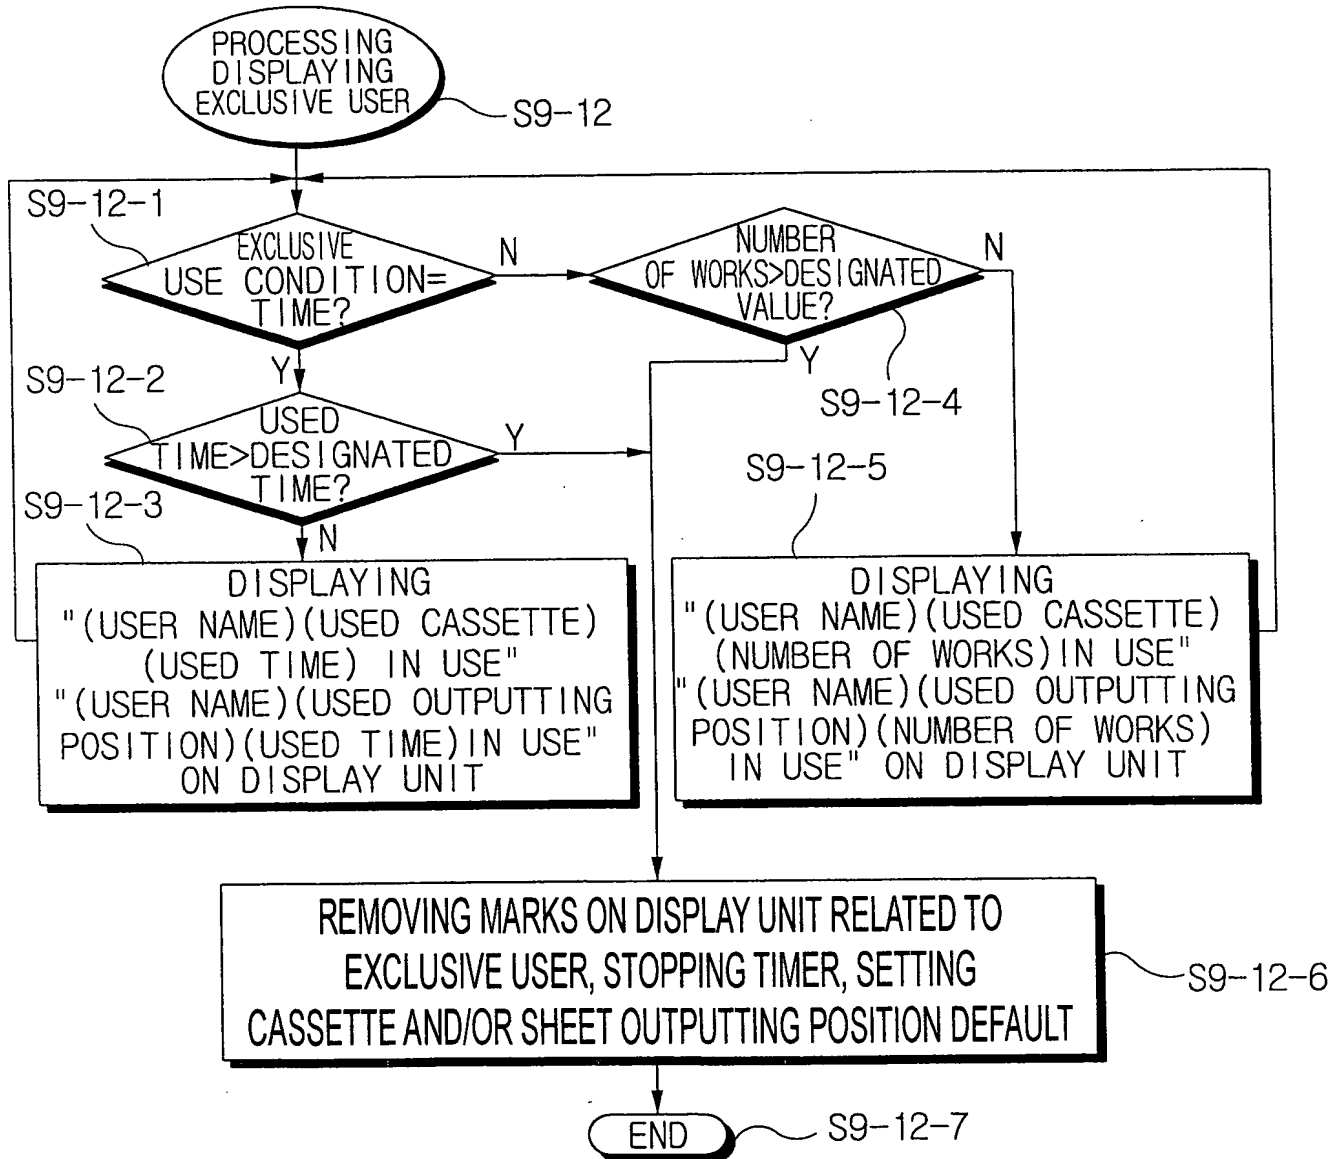 PROCESSING
DISPLAYING
EXCLUSIVE USER
S9-12
S9-12-1
EXCLUSIVE
USE CONDITION=
TIME?
N
Y
NUMBER
OF WORKS>DESIGNATED
VALUE?
N
Y
S9-12-4
S9-12-2
USED
TIME>DESIGNATED
TIME?
Y
N
S9-12-3
DISPLAYING
"(USER NAME)(USED CASSETTE)
(USED TIME) IN USE"
"(USER NAME)(USED OUTPUTTING
POSITION)(USED TIME)IN USE"
ON DISPLAY UNIT
S9-12-5
DISPLAYING
"(USER NAME)(USED CASSETTE)
(NUMBER OF WORKS)IN USE"
"(USER NAME)(USED OUTPUTTING
POSITION)(NUMBER OF WORKS)
IN USE" ON DISPLAY UNIT
REMOVING MARKS ON DISPLAY UNIT RELATED TO
EXCLUSIVE USER, STOPPING TIMER, SETTING
CASSETTE AND/OR SHEET OUTPUTTING POSITION DEFAULT
S9-12-6
END
S9-12-7